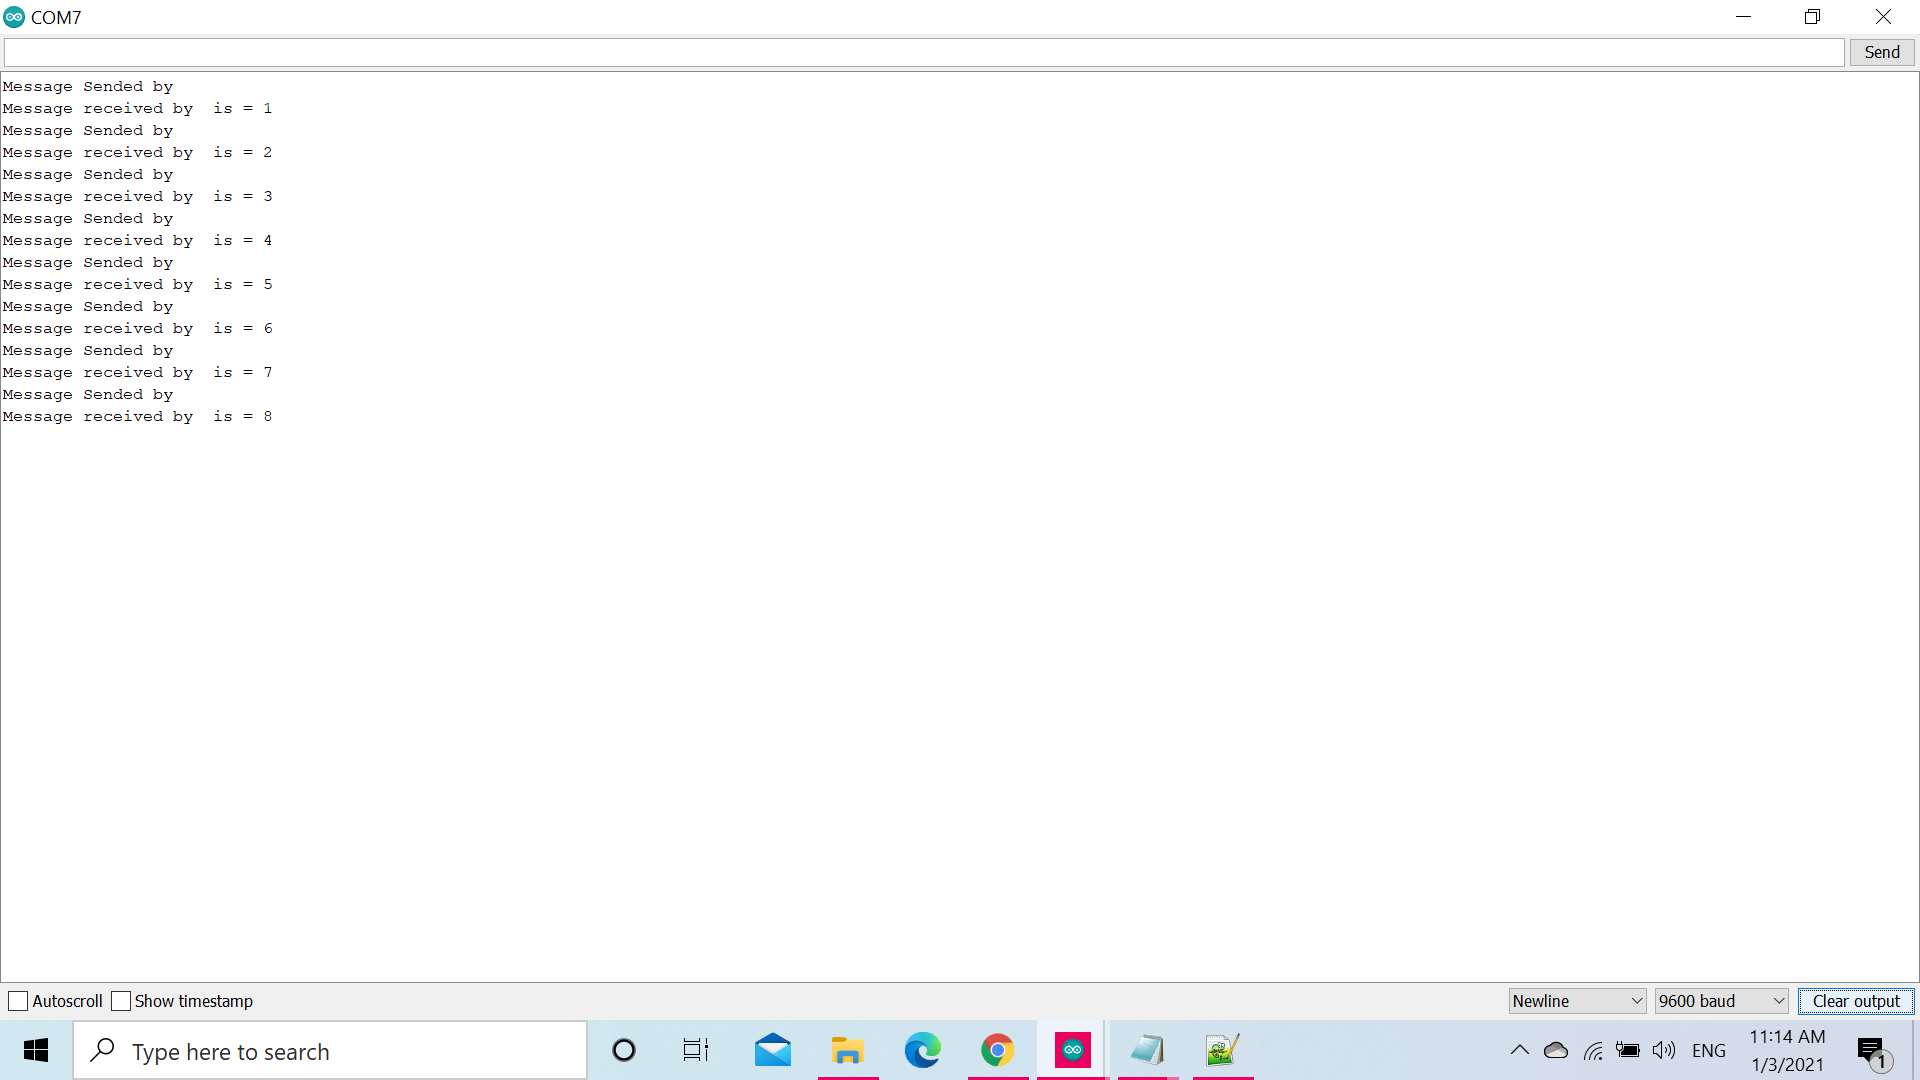 COM7
Send
Message Sended by
Message received by  is = 1
Message Sended by
Message received by  is = 2
Message Sended by
Message received by  is = 3
Message Sended by
Message received by  is = 4
Message Sended by
Message received by  is = 5
Message Sended by
Message received by  is = 6
Message Sended by
Message received by  is = 7
Message Sended by
Message received by  is = 8
Autoscroll Show timestamp Newline 9600 baud Clear output
Type here to search
ENG
11:14 AM
1/3/2021
1